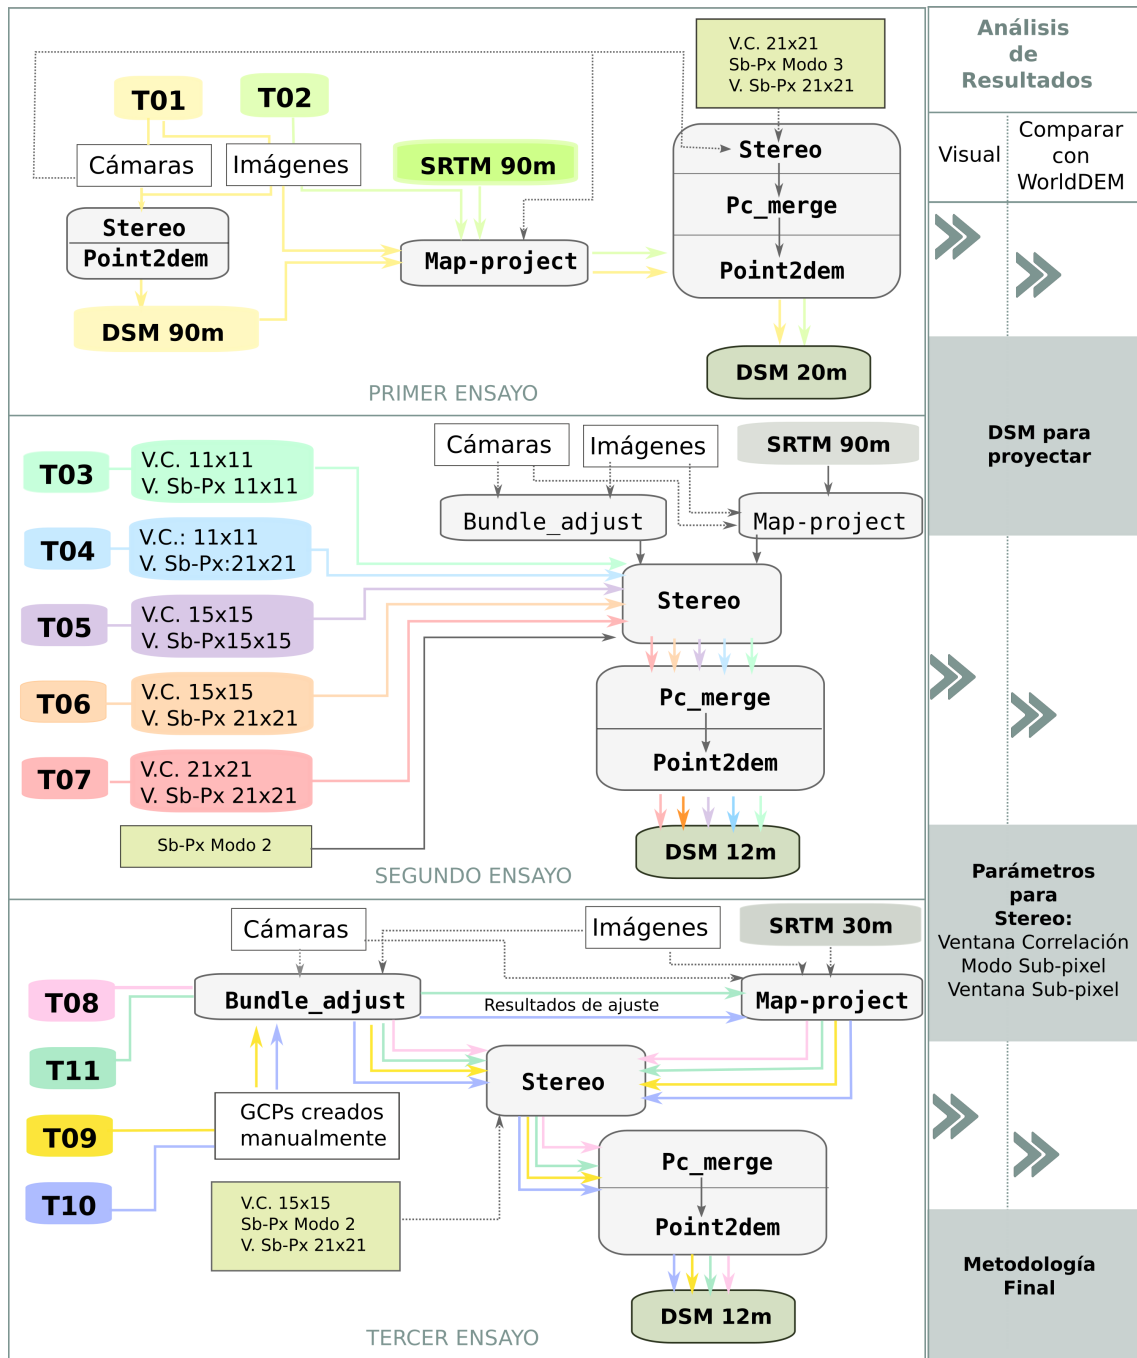 V.C. 21x21
Sb-Px Modo 3
V. Sb-Px 21x21
T01
T02
Cámaras
Imágenes
SRTM 90m
Stereo
Point2dem
Map-project
Stereo
Pc_merge
Point2dem
DSM 90m
DSM 20m
PRIMER ENSAYO
T03
V.C. 11x11
V. Sb-Px 11x11
T04
V.C.: 11x11
V. Sb-Px:21x21
T05
V.C. 15x15
V. Sb-Px15x15
T06
V.C. 15x15
V. Sb-Px 21x21
T07
V.C. 21x21
V. Sb-Px 21x21
Sb-Px Modo 2
Cámaras
Imágenes
SRTM 90m
Bundle_adjust
Map-project
Stereo
Pc_merge
Point2dem
DSM 12m
SEGUNDO ENSAYO
Cámaras
Imágenes
SRTM 30m
T08
Bundle_adjust
Resultados de ajuste
Map-project
T11
Stereo
T09
GCPs creados
manualmente
T10
V.C. 15x15
Sb-Px Modo 2
V. Sb-Px 21x21
Pc_merge
Point2dem
DSM 12m
TERCER ENSAYO
Análisis
de
Resultados
Visual
Comparar
con
WorldDEM
DSM para
proyectar
Parámetros
para
Stereo:
Ventana Correlación
Modo Sub-pixel
Ventana Sub-pixel
Metodología
Final